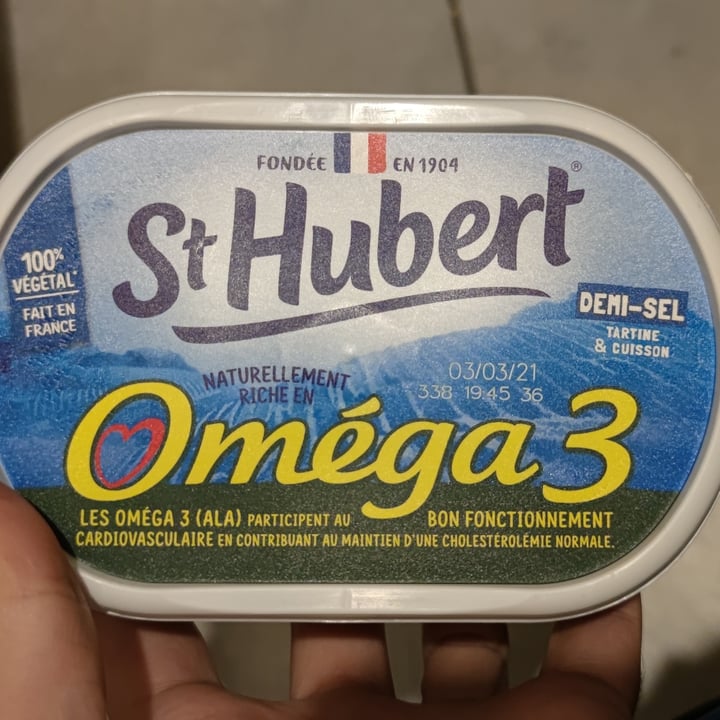 FONDÉE EN 1904
St Hubert®
100%
VÉGÉTAL*
FAIT EN
FRANCE
DEMI-SEL
TARTINE
& CUISSON
NATURELLEMENT
RICHE EN
03/03/21
338 19:45 36
Oméga 3
LES OMÉGA 3 (ALA) PARTICIPENT AU BON FONCTIONNEMENT
CARDIOVASCULAIRE EN CONTRIBUANT AU MAINTIEN D'UNE CHOLESTÉROLÉMIE NORMALE.